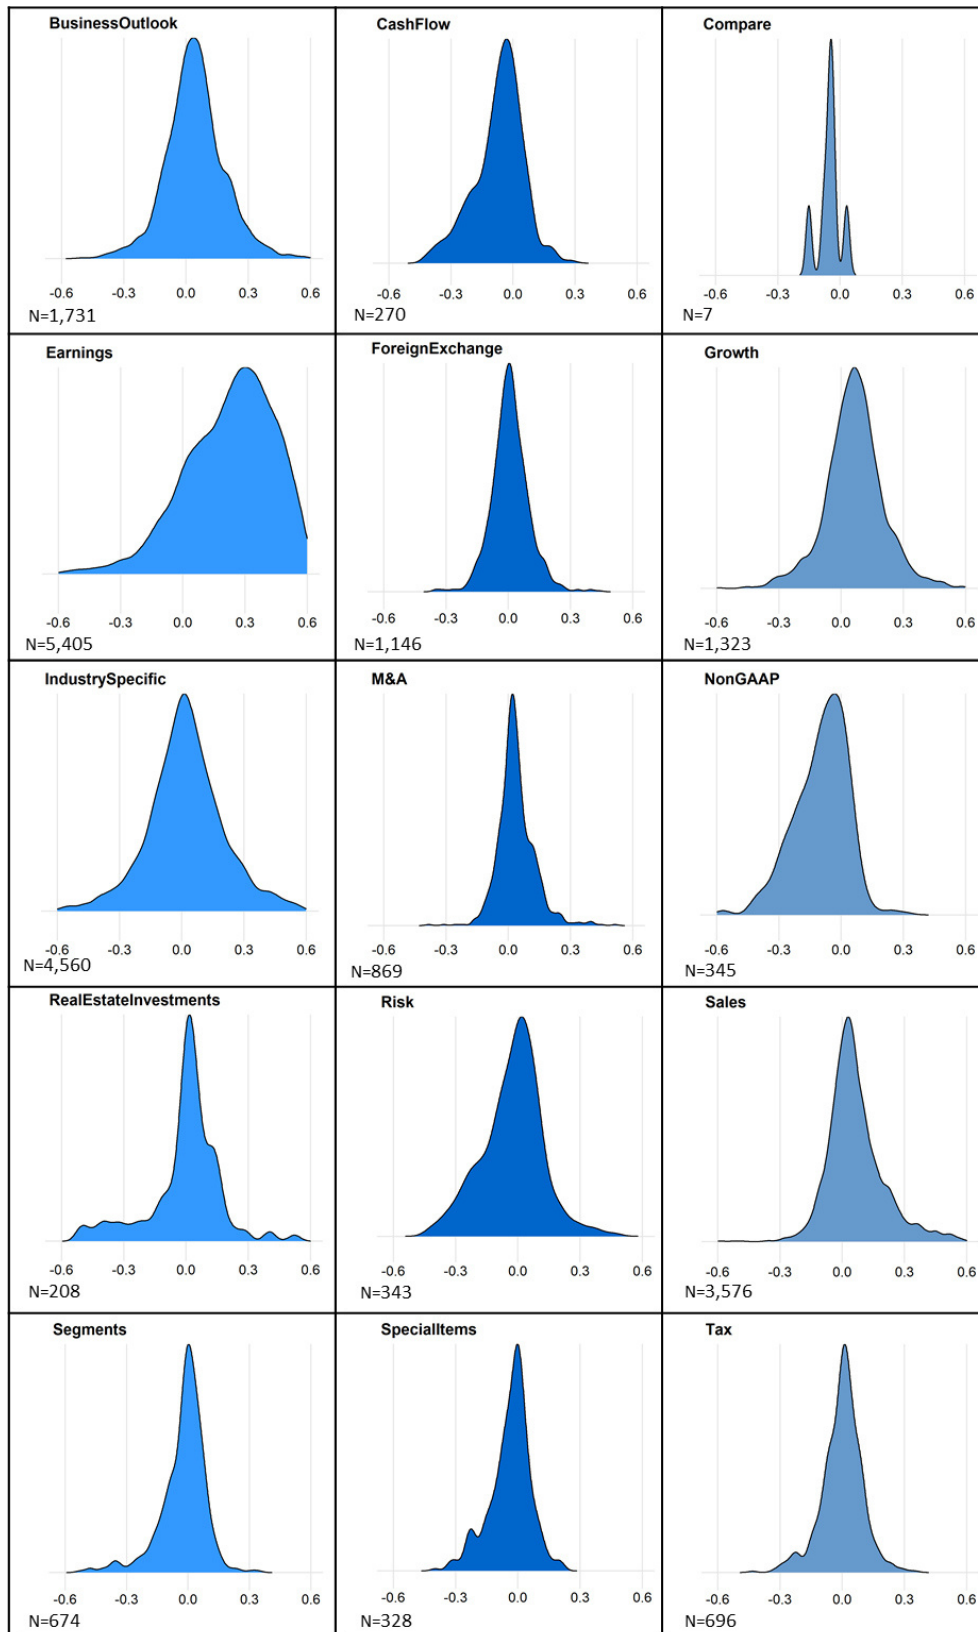 BusinessOutlook
-0.6 -0.3 0.0 0.3 0.6
N=1,731
CashFlow
-0.6 -0.3 0.0 0.3 0.6
N=270
Compare
-0.6 -0.3 0.0 0.3 0.6
N=7
Earnings
-0.6 -0.3 0.0 0.3 0.6
N=5,405
ForeignExchange
-0.6 -0.3 0.0 0.3 0.6
N=1,146
Growth
-0.6 -0.3 0.0 0.3 0.6
N=1,323
IndustrySpecific
-0.6 -0.3 0.0 0.3 0.6
N=4,560
M&A
-0.6 -0.3 0.0 0.3 0.6
N=869
NonGAAP
-0.6 -0.3 0.0 0.3 0.6
N=345
RealEstateInvestments
-0.6 -0.3 0.0 0.3 0.6
N=208
Risk
-0.6 -0.3 0.0 0.3 0.6
N=343
Sales
-0.6 -0.3 0.0 0.3 0.6
N=3,576
Segments
-0.6 -0.3 0.0 0.3 0.6
N=674
SpecialItems
-0.6 -0.3 0.0 0.3 0.6
N=328
Tax
-0.6 -0.3 0.0 0.3 0.6
N=696